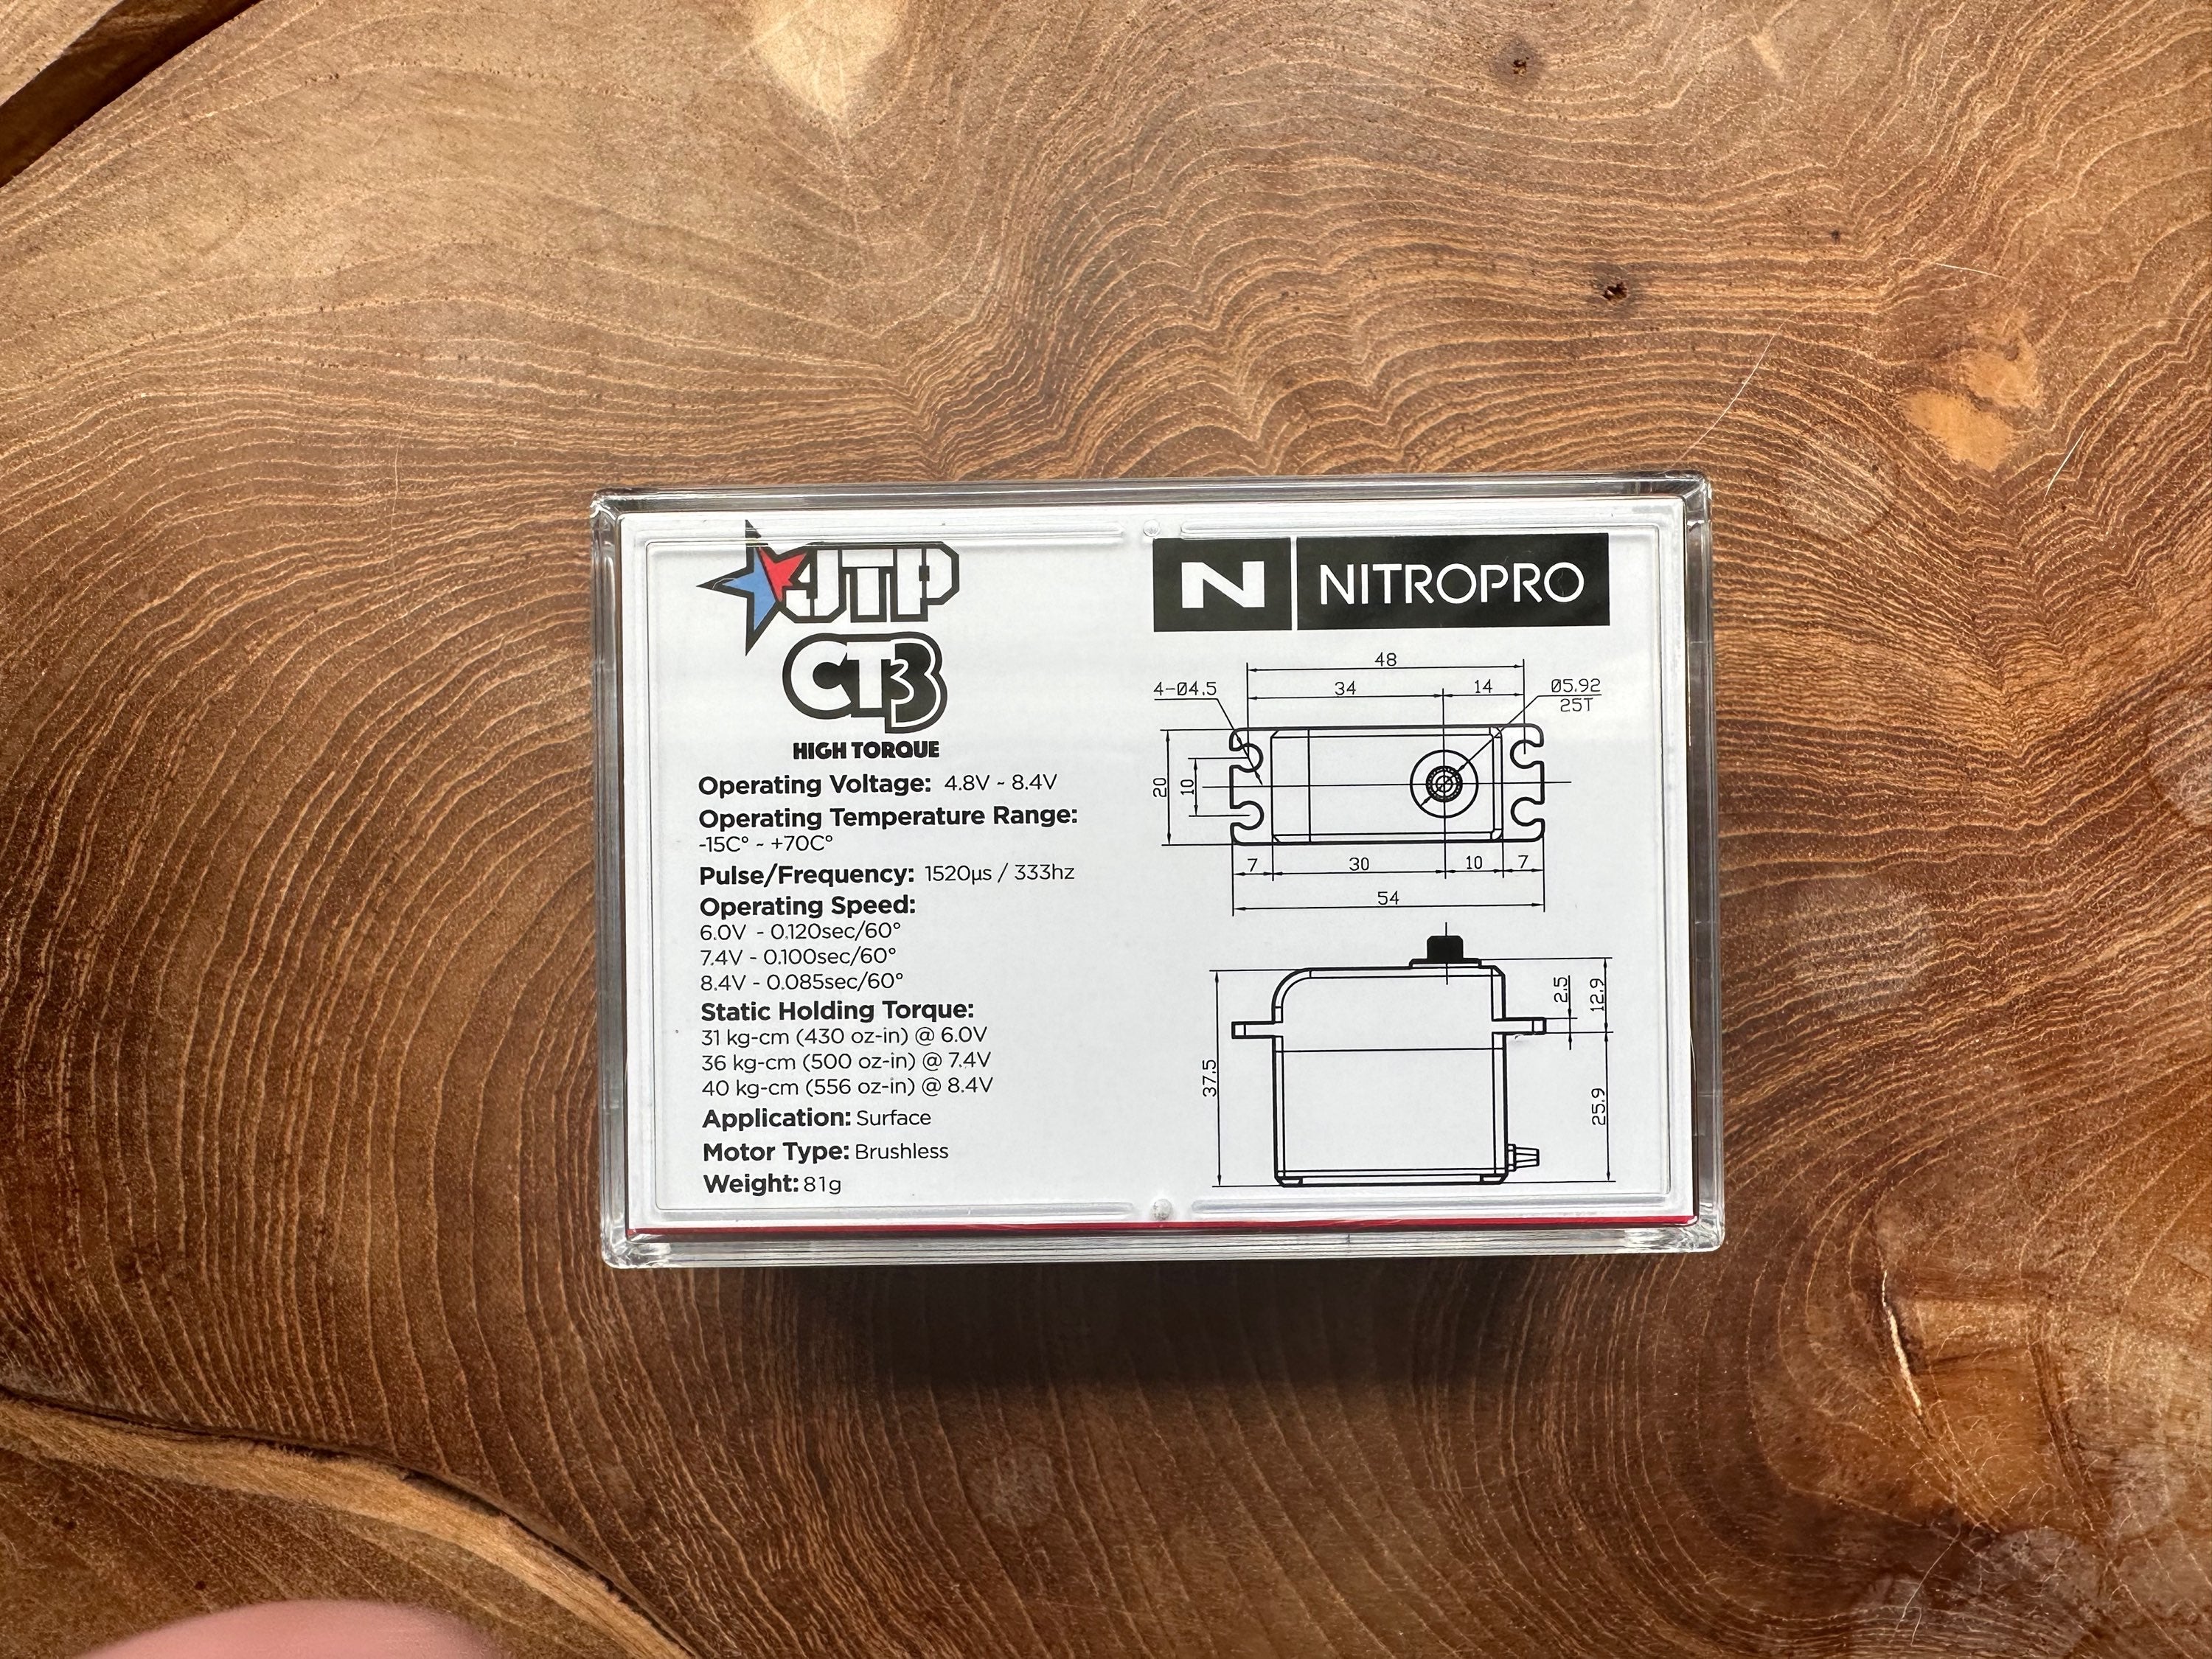 JTP
CT3
HIGH TORQUE
Operating Voltage: 4.8V ~ 8.4V
Operating Temperature Range:
-15C° ~ +70C°
Pulse/Frequency: 1520µs / 333hz
Operating Speed:
6.0V - 0.120sec/60°
7.4V - 0.100sec/60°
8.4V - 0.085sec/60°
Static Holding Torque:
31 kg-cm (430 oz-in) @ 6.0V
36 kg-cm (500 oz-in) @ 7.4V
40 kg-cm (556 oz-in) @ 8.4V
Application: Surface
Motor Type: Brushless
Weight: 81g
N NITROPRO
48
4-Ø4.5 34 14 Ø5.92
25T
20 10
7 30 10 7
54
2.5 12.9
37.5 25.9